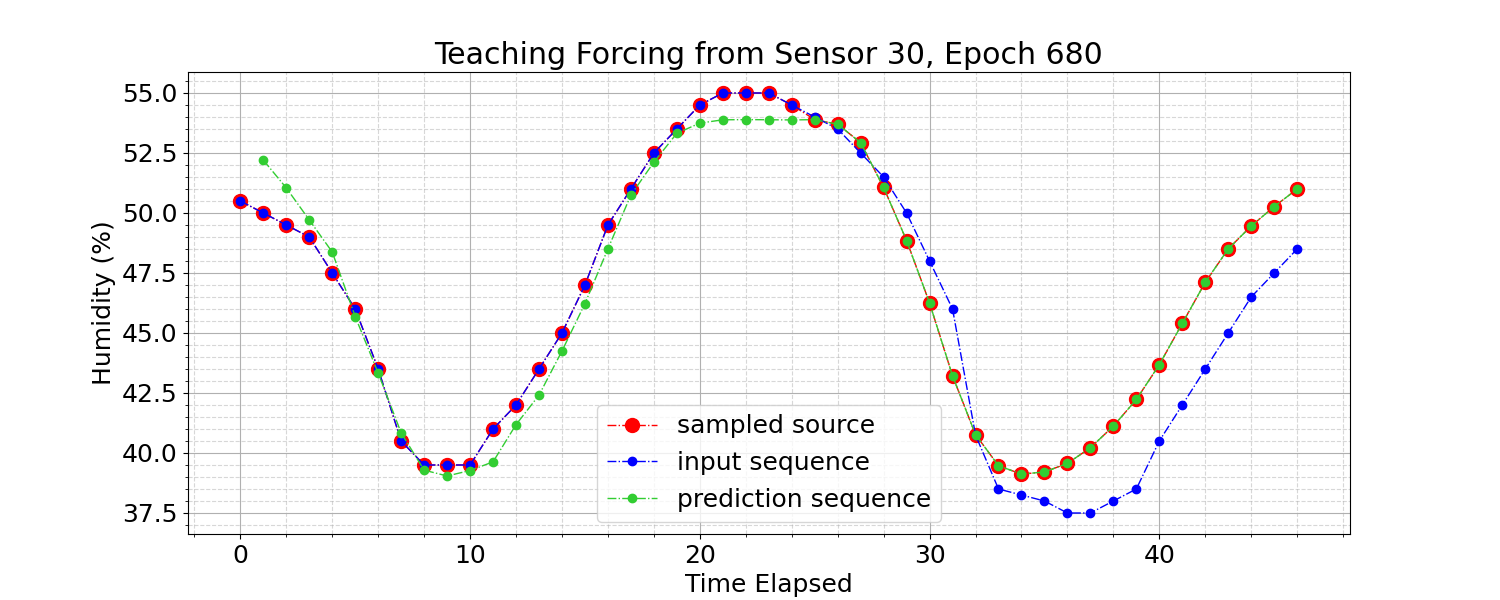 Teaching Forcing from Sensor 30, Epoch 680
Humidity (%)
55.0
52.5
50.0
47.5
45.0
42.5
40.0
37.5
sampled source
input sequence
prediction sequence
0 10 20 30 40
Time Elapsed